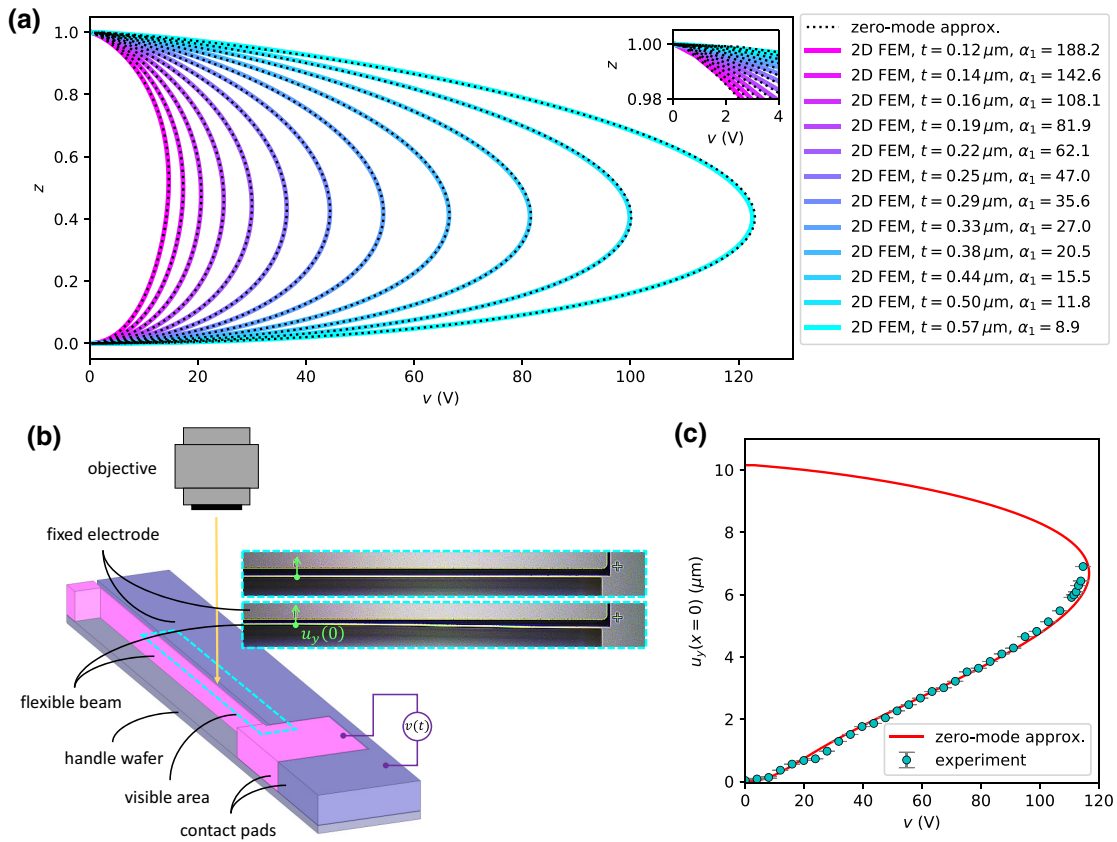 (a)
1.0
0.8
0.6
0.4
0.2
0.0
z
0
20
40
60
80
100
120
v (V)
1.00
0.98
z
0
2
4
v (V)
zero-mode approx.
2D FEM, t = 0.12 μm, α₁ = 188.2
2D FEM, t = 0.14 μm, α₁ = 142.6
2D FEM, t = 0.16 μm, α₁ = 108.1
2D FEM, t = 0.19 μm, α₁ = 81.9
2D FEM, t = 0.22 μm, α₁ = 62.1
2D FEM, t = 0.25 μm, α₁ = 47.0
2D FEM, t = 0.29 μm, α₁ = 35.6
2D FEM, t = 0.33 μm, α₁ = 27.0
2D FEM, t = 0.38 μm, α₁ = 20.5
2D FEM, t = 0.44 μm, α₁ = 15.5
2D FEM, t = 0.50 μm, α₁ = 11.8
2D FEM, t = 0.57 μm, α₁ = 8.9
(b)
objective
fixed electrode
u_y(0)
flexible beam
v(t)
handle wafer
visible area
contact pads
(c)
10
8
6
4
2
0
u_y(x = 0) (μm)
0
20
40
60
80
100
120
v (V)
zero-mode approx.
experiment